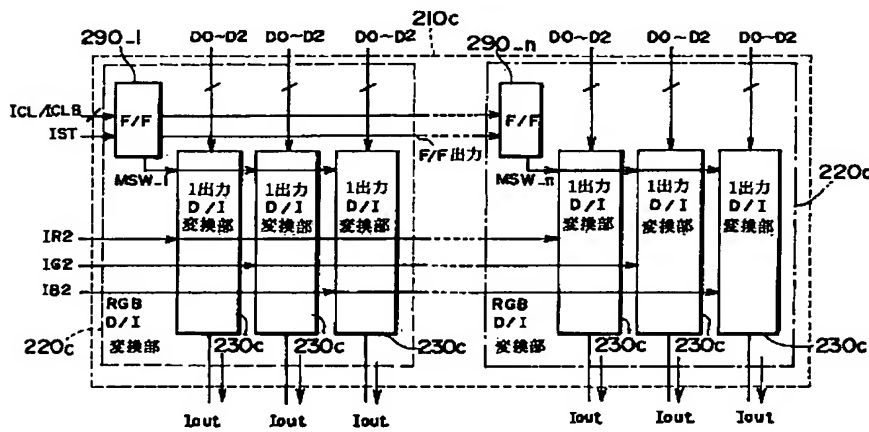 210c
290_1
D0~D2
D0~D2
D0~D2
290_n
D0~D2
D0~D2
D0~D2
ICL/ICLB
IST
F/F
F/F
F/F 出力
MSW_1
MSW_n
220c
1出力
D/I
変換部
1出力
D/I
変換部
1出力
D/I
変換部
1出力
D/I
変換部
1出力
D/I
変換部
1出力
D/I
変換部
IR2
IG2
IB2
RGB
D/I
変換部
RGB
D/I
変換部
220c
230c
230c
230c
230c
230c
230c
Iout
Iout
Iout
Iout
Iout
Iout